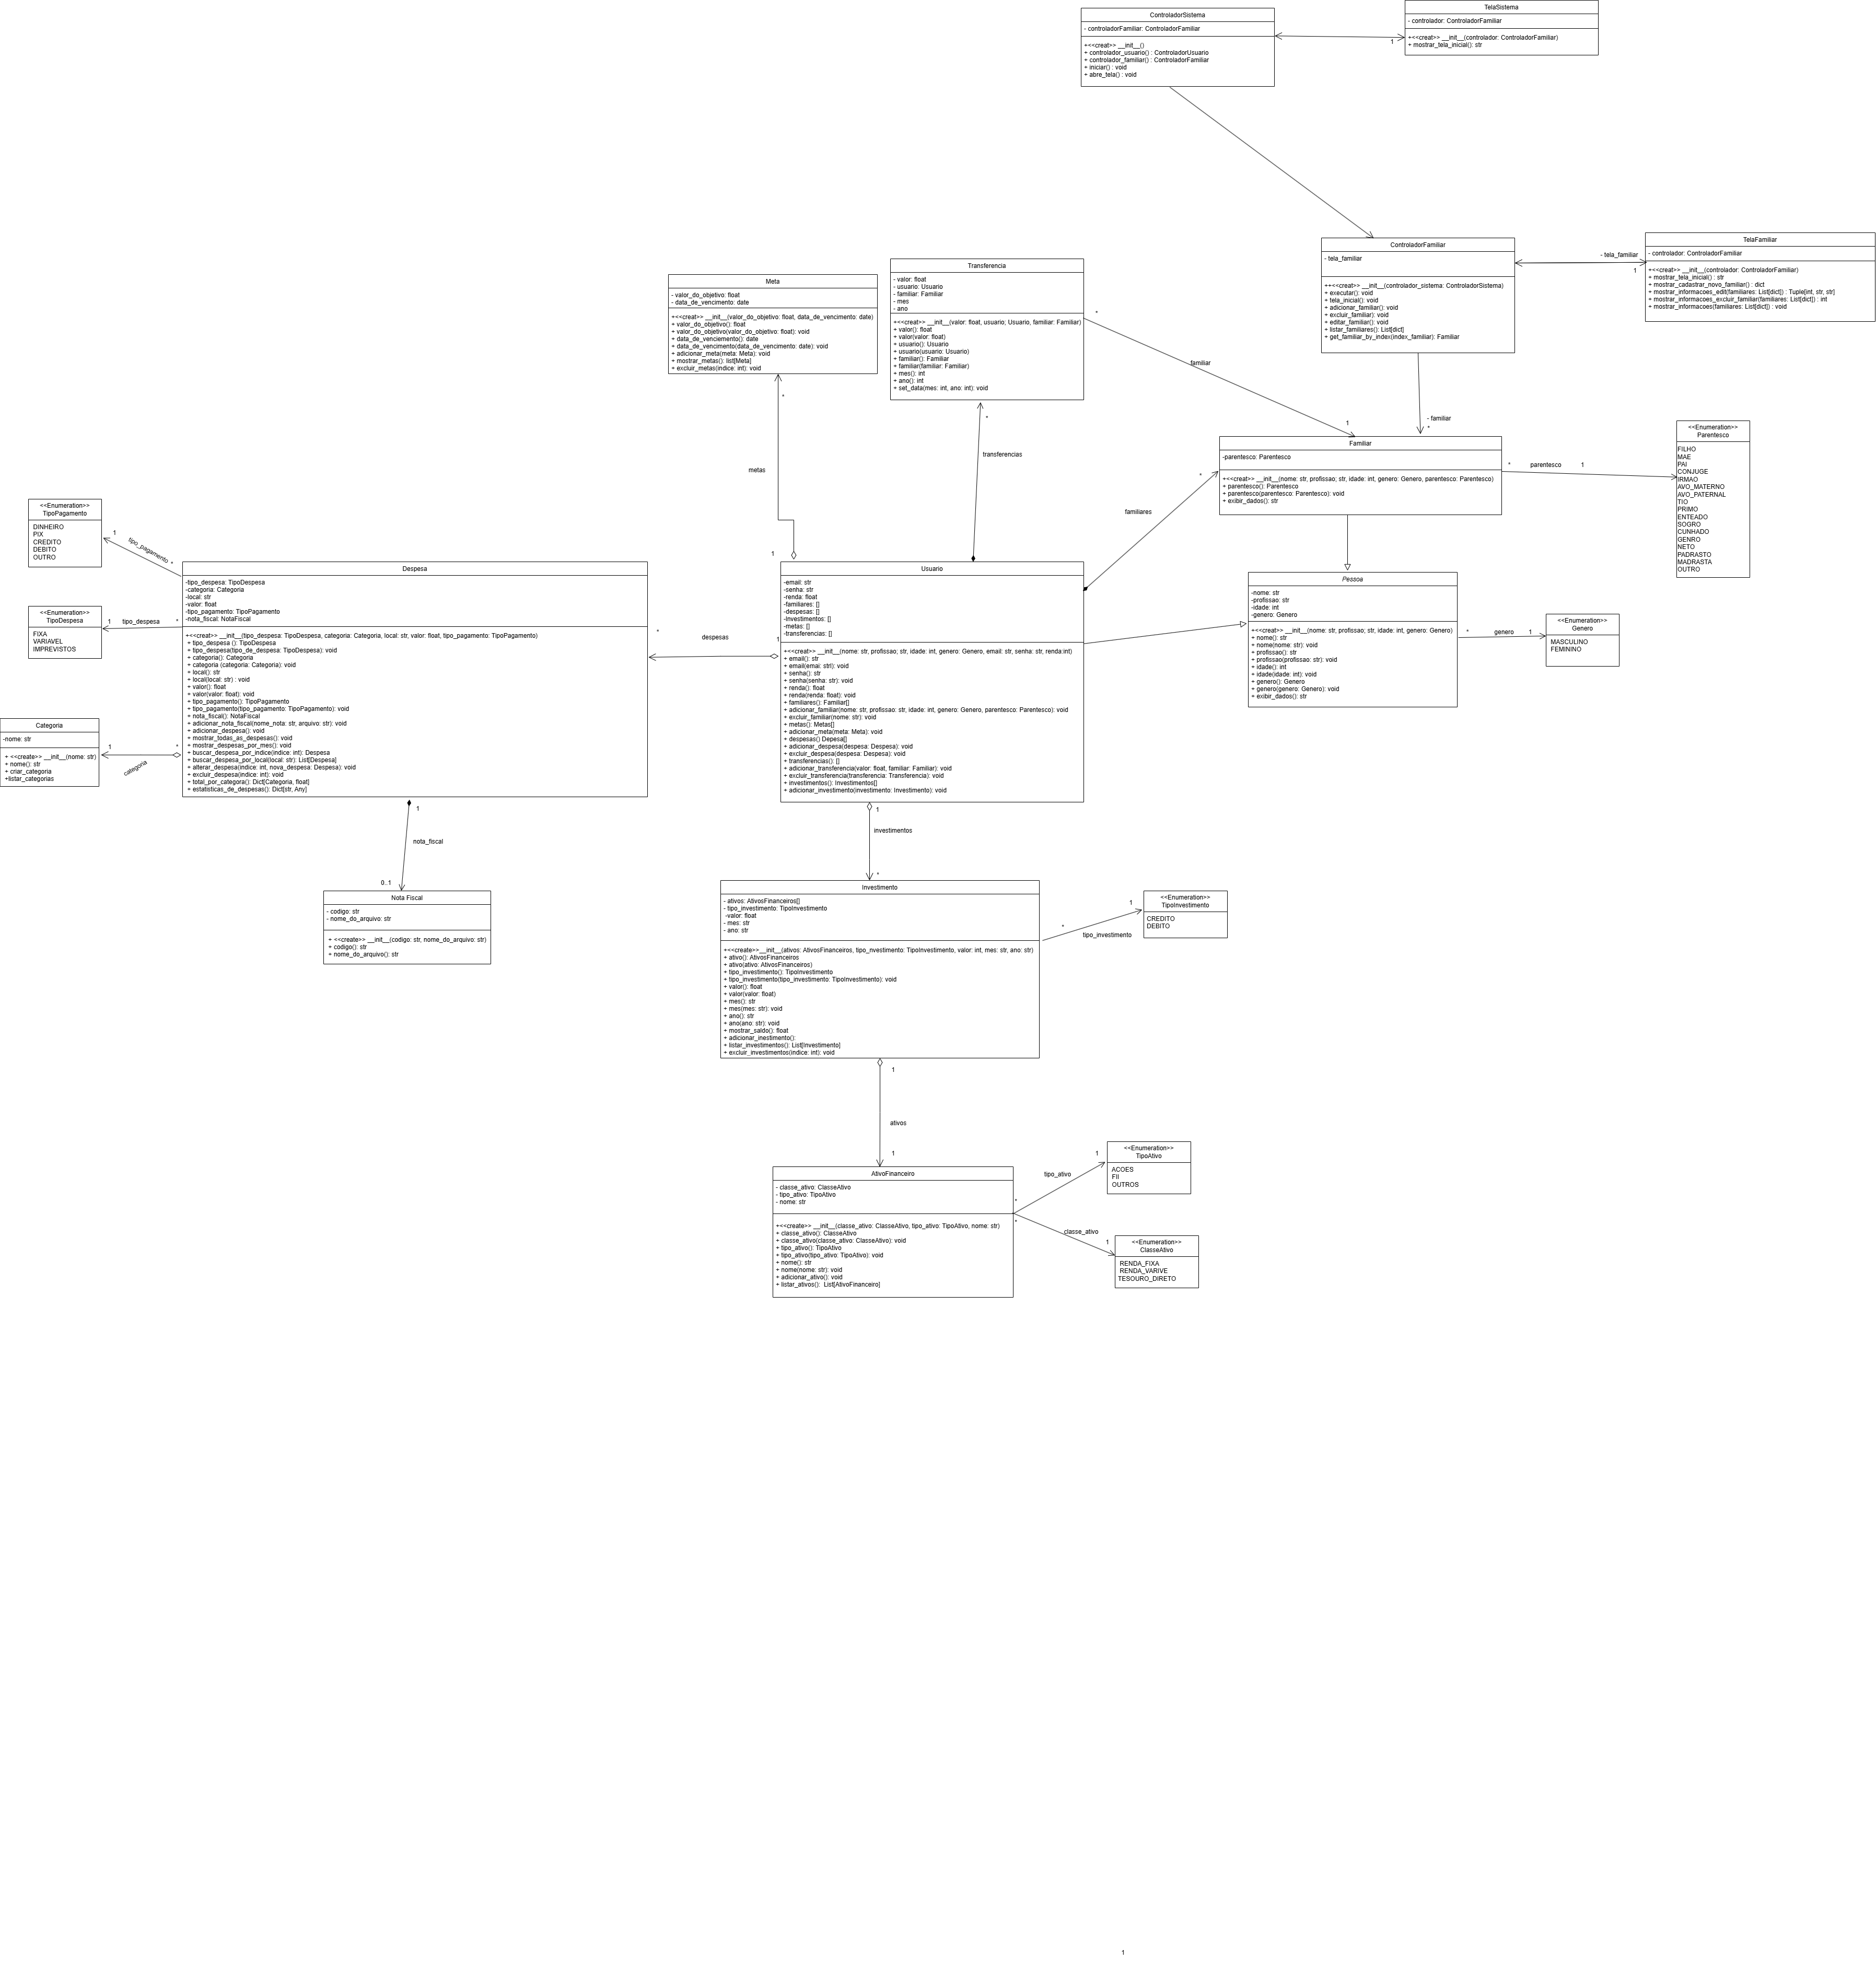 ControladorSistema
- controladorFamiliar: ControladorFamiliar
+<<creat>> __init__()
+ controlador_usuario() : ControladorUsuario
+ controlador_familiar() : ControladorFamiliar
+ iniciar() : void
+ abre_tela() : void
TelaSistema
- controlador: ControladorFamiliar
+<<creat>> __init__(controlador: ControladorFamiliar)
+ mostrar_tela_inicial(): str
1
ControladorFamiliar
- tela_familiar
++<<creat>> __init__(controlador_sistema: ControladorSistema)
+ executar(): void
+ tela_inicial(): void
+ adicionar_familiar(): void
+ excluir_familiar): void
+ editar_familiar(): void
+ listar_familiares(): List[dict]
+ get_familiar_by_index(index_familiar): Familiar
- tela_familiar
1
TelaFamiliar
- controlador: ControladorFamiliar
+<<creat>> __init__(controlador: ControladorFamiliar)
+ mostrar_tela_inicial() : str
+ mostrar_cadastrar_novo_familiar() : dict
+ mostrar_informacoes_edit(familiares: List[dict]) : Tuple[int, str, str]
+ mostrar_informacoes_excluir_familiar(familiares: List[dict]) : int
+ mostrar_informacoes(familiares: List[dict]) : void
Meta
- valor_do_objetivo: float
- data_de_vencimento: date
+<<creat>> __init__(valor_do_objetivo: float, data_de_vencimento: date)
+ valor_do_objetivo(): float
+ valor_do_objetivo(valor_do_objetivo: float): void
+ data_de_venciemento(): date
+ data_de_vencimento(data_de_vencimento: date): void
+ adicionar_meta(meta: Meta): void
+ mostrar_metas(): list[Meta]
+ excluir_metas(indice: int): void
Transferencia
- valor: float
- usuario: Usuario
- familiar: Familiar
- mes
- ano
+<<creat>> __init__(valor: float, usuario; Usuario, familiar: Familiar)
+ valor(): float
+ valor(valor: float)
+ usuario(): Usuario
+ usuario(usuario: Usuario)
+ familiar(): Familiar
+ familiar(familiar: Familiar)
+ mes(): int
+ ano(): int
+ set_data(mes: int, ano: int): void
*
familiar
1
- familiar
*
Familiar
-parentesco: Parentesco
+<<creat>> __init__(nome: str, profissao; str, idade: int, genero: Genero, parentesco: Parentesco)
+ parentesco(): Parentesco
+ parentesco(parentesco: Parentesco): void
+ exibir_dados(): str
*
parentesco
1
<<Enumeration>>
Parentesco
FILHO
MAE
PAI
CONJUGE
IRMAO
AVO_MATERNO
AVO_PATERNAL
TIO
PRIMO
ENTEADO
SOGRO
CUNHADO
GENRO
NETO
PADRASTO
MADRASTA
OUTRO
*
metas
1
*
transferencias
*
familiares
<<Enumeration>>
TipoPagamento
DINHEIRO
PIX
CREDITO
DEBITO
OUTRO
1
tipo_pagamento
*
<<Enumeration>>
TipoDespesa
FIXA
VARIAVEL
IMPREVISTOS
1
tipo_despesa
*
Categoria
-nome: str
+ <<create>> __init__(nome: str)
+ nome(): str
+ criar_categoria
+listar_categorias
1
categoria
*
Despesa
-tipo_despesa: TipoDespesa
-categoria: Categoria
-local: str
-valor: float
-tipo_pagamento: TipoPagamento
-nota_fiscal: NotaFiscal
+<<creat>> __init__(tipo_despesa: TipoDespesa, categoria: Categoria, local: str, valor: float, tipo_pagamento: TipoPagamento)
+ tipo_despesa (): TipoDespesa
+ tipo_despesa(tipo_de_despesa: TipoDespesa): void
+ categoria(): Categoria
+ categoria (categoria: Categoria): void
+ local(): str
+ local(local: str) : void
+ valor(): float
+ valor(valor: float): void
+ tipo_pagamento(): TipoPagamento
+ tipo_pagamento(tipo_pagamento: TipoPagamento): void
+ nota_fiscal(): NotaFiscal
+ adicionar_nota_fiscal(nome_nota: str, arquivo: str): void
+ adicionar_despesa(): void
+ mostrar_todas_as_despesas(): void
+ mostrar_despesas_por_mes(): void
+ buscar_despesa_por_indice(indice: int): Despesa
+ buscar_despesa_por_local(local: str): List[Despesa]
+ alterar_despesa(indice: int, nova_despesa: Despesa): void
+ excluir_despesa(indice: int): void
+ total_por_categora(): Dict[Categoria, float]
+ estatisticas_de_despesas(): Dict[str, Any]
*
despesas
1
Usuario
-email: str
-senha: str
-renda: float
-familiares: []
-despesas: []
-Investimentos: []
-metas: []
-transferencias: []
+<<creat>> __init__(nome: str, profissao; str, idade: int, genero: Genero, email: str, senha: str, renda:int)
+ email(): str
+ email(emai: strl): void
+ senha(): str
+ senha(senha: str): void
+ renda(): float
+ renda(renda: float): void
+ familiares(): Familiar[]
+ adicionar_familiar(nome: str, profissao: str, idade: int, genero: Genero, parentesco: Parentesco): void
+ excluir_familiar(nome: str): void
+ metas(): Metas[]
+ adicionar_meta(meta: Meta): void
+ despesas() Depesa[]
+ adicionar_despesa(despesa: Despesa): void
+ excluir_despesa(despesa: Despesa): void
+ transferencias(): []
+ adicionar_transferencia(valor: float, familiar: Familiar): void
+ excluir_transferencia(transferencia: Transferencia): void
+ investimentos(): Investimentos[]
+ adicionar_investimento(investimento: Investimento): void
Pessoa
-nome: str
-profissao: str
-idade: int
-genero: Genero
+<<creat>> __init__(nome: str, profissao; str, idade: int, genero: Genero)
+ nome(): str
+ nome(nome: str): void
+ profissao(): str
+ profissao(profissao: str): void
+ idade(): int
+ idade(idade: int): void
+ genero(): Genero
+ genero(genero: Genero): void
+ exibir_dados(): str
*
genero
1
<<Enumeration>>
Genero
MASCULINO
FEMININO
1
nota_fiscal
0..1
Nota Fiscal
- codigo: str
- nome_do_arquivo: str
+ <<create>> __init__(codigo: str, nome_do_arquivo: str)
+ codigo(): str
+ nome_do_arquivo(): str
1
investimentos
*
Investimento
- ativos: AtivosFinanceiros[]
- tipo_investimento: TipoInvestimento
-valor: float
- mes: str
- ano: str
+<<create>>__init__(ativos: AtivosFinanceiros, tipo_nvestimento: TipoInvestimento, valor: int, mes: str, ano: str)
+ ativo(): AtivosFinanceiros
+ ativo(ativo: AtivosFinanceiros)
+ tipo_investimento(): TipoInvestimento
+ tipo_investimento(tipo_investimento: TipoInvestimento): void
+ valor(): float
+ valor(valor: float)
+ mes(): str
+ mes(mes: str): void
+ ano(): str
+ ano(ano: str): void
+ mostrar_saldo(): float
+ adicionar_inestimento():
+ listar_investimentos(): List[Investimento]
+ excluir_investimentos(indice: int): void
*
tipo_investimento
1
<<Enumeration>>
TipoInvestimento
CREDITO
DEBITO
1
ativos
1
AtivoFinanceiro
- classe_ativo: ClasseAtivo
- tipo_ativo: TipoAtivo
- nome: str
+<<create>> __init__(classe_ativo: ClasseAtivo, tipo_ativo: TipoAtivo, nome: str)
+ classe_ativo(): ClasseAtivo
+ classe_ativo(classe_ativo: ClasseAtivo): void
+ tipo_ativo(): TipoAtivo
+ tipo_ativo(tipo_ativo: TipoAtivo): void
+ nome(): str
+ nome(nome: str): void
+ adicionar_ativo(): void
+ listar_ativos(): List[AtivoFinanceiro]
*
tipo_ativo
1
<<Enumeration>>
TipoAtivo
ACOES
FII
OUTROS
*
classe_ativo
1
<<Enumeration>>
ClasseAtivo
RENDA_FIXA
RENDA_VARIVE
TESOURO_DIRETO
1